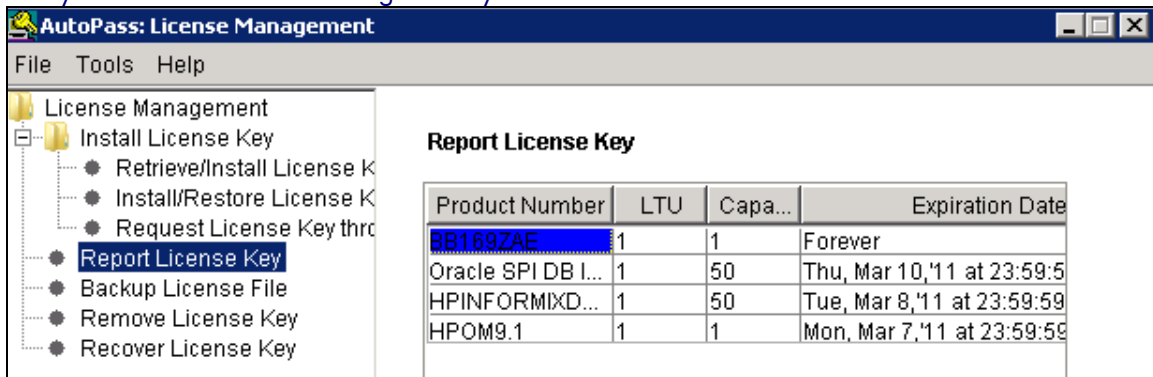 AutoPass: License Management
File Tools Help
License Management
Install License Key
Retrieve/Install License K
Install/Restore License K
Request License Key thro
Report License Key
Backup License File
Remove License Key
Recover License Key
Report License Key
Product Number LTU Capa... Expiration Date
BB169ZAE 1 1 Forever
Oracle SPI DB I... 1 50 Thu, Mar 10,'11 at 23:59:5
HPINFORMIXD... 1 50 Tue, Mar 8,'11 at 23:59:59
HPOM9.1 1 1 Mon, Mar 7,'11 at 23:59:59